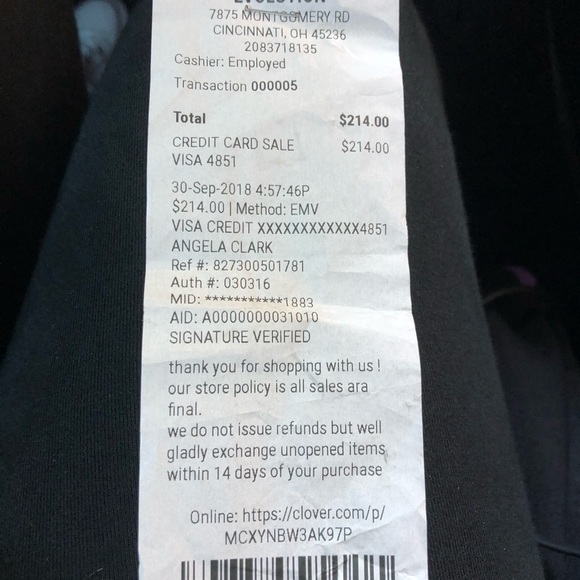 7875 MONTGOMERY RD
CINCINNATI, OH 45236
2083718135
Cashier: Employed
Transaction 000005
Total $214.00
CREDIT CARD SALE $214.00
VISA 4851
30-Sep-2018 4:57:46P
$214.00 | Method: EMV
VISA CREDIT XXXXXXXXXXXX4851
ANGELA CLARK
Ref #: 827300501781
Auth #: 030316
MID: ***********1883
AID: A0000000031010
SIGNATURE VERIFIED
thank you for shopping with us !
our store policy is all sales ara
final.
we do not issue refunds but well
gladly exchange unopened items
within 14 days of your purchase
Online: https://clover.com/p/
MCXYNBW3AK97P